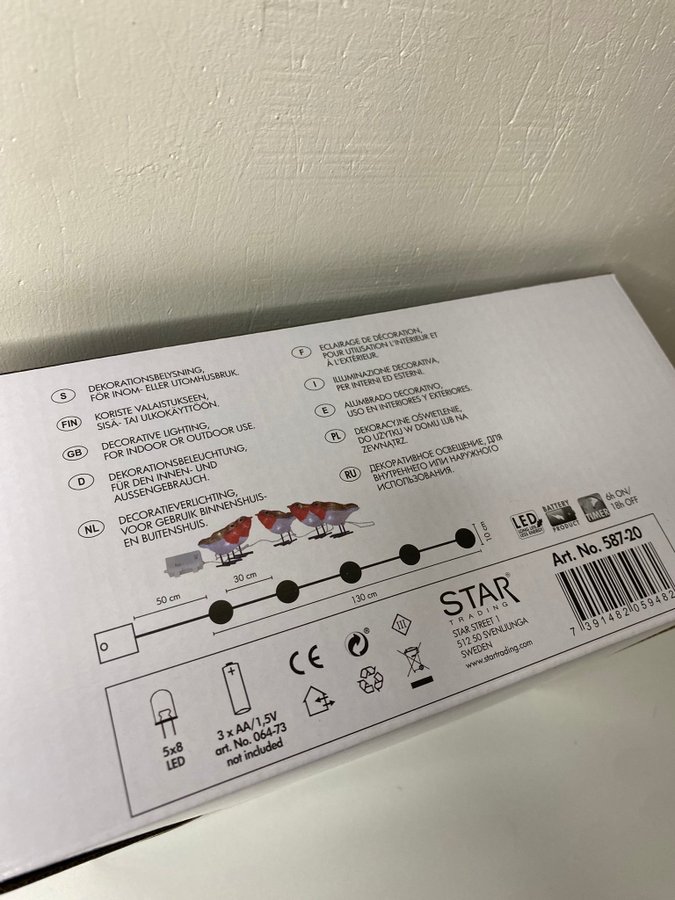 S
DEKORATIONSBELYSNING,
FÖR INOM- ELLER UTOMHUSBRUK.
FIN
KORISTE VALAISTUKSEEN,
SISÄ- TAI ULKOKÄYTTÖÖN.
GB
DECORATIVE LIGHTING,
FOR INDOOR OR OUTDOOR USE.
D
DEKORATIONSBELEUCHTUNG,
FÜR DEN INNEN- UND
AUSSENGEBRAUCH.
NL
DECORATIEVERLICHTING,
VOOR GEBRUIK BINNENSHUIS-
EN BUITENSHUIS.
F
ECLAIRAGE DE DÉCORATION,
POUR UTILISATION L'INTÉRIEUR ET
À L'EXTÉRIEUR.
I
ILLUMINAZIONE DECORATIVA,
PER INTERNI ED ESTERNI.
E
ALUMBRADO DECORATIVO,
USO EN INTERIORES Y EXTERIORES.
PL
DEKORACYJNE OŚWIETLENIE,
DO UŻYTKU W DOMU LUB NA
ZEWNĄTRZ.
RU
ДЕКОРАТИВНОЕ ОСВЕЩЕНИЕ, ДЛЯ
ВНУТРЕННЕГО ИЛИ НАРУЖНОГО
ИСПОЛЬЗОВАНИЯ.
LED
LONG LIFE
LESS ENERGY
BATTERY
PRODUCT
TIMER
6h ON/
18h OFF
50 cm
30 cm
130 cm
5x8
LED
3 x AA/1,5V
art. No. 064-73
not included
CE
III
STAR
TRADING
STAR STREET 1
512 50 SVENLJUNGA
SWEDEN
www.startrading.com
Art. No. 587-20
7 391482 059482